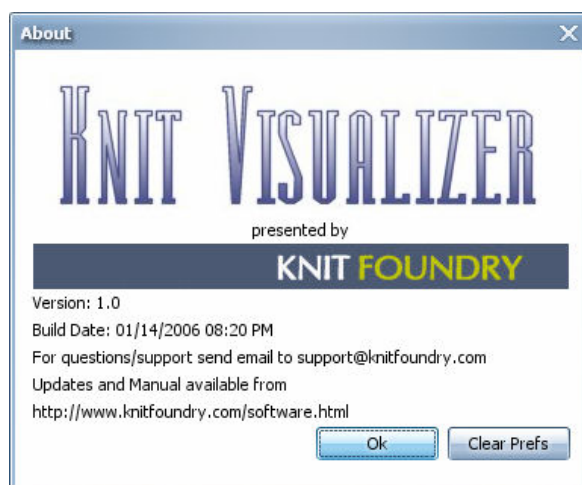 About
KNIT VISUALIZER
presented by
KNIT FOUNDRY
Version: 1.0
Build Date: 01/14/2006 08:20 PM
For questions/support send email to support@knitfoundry.com
Updates and Manual available from
http://www.knitfoundry.com/software.html
Ok Clear Prefs